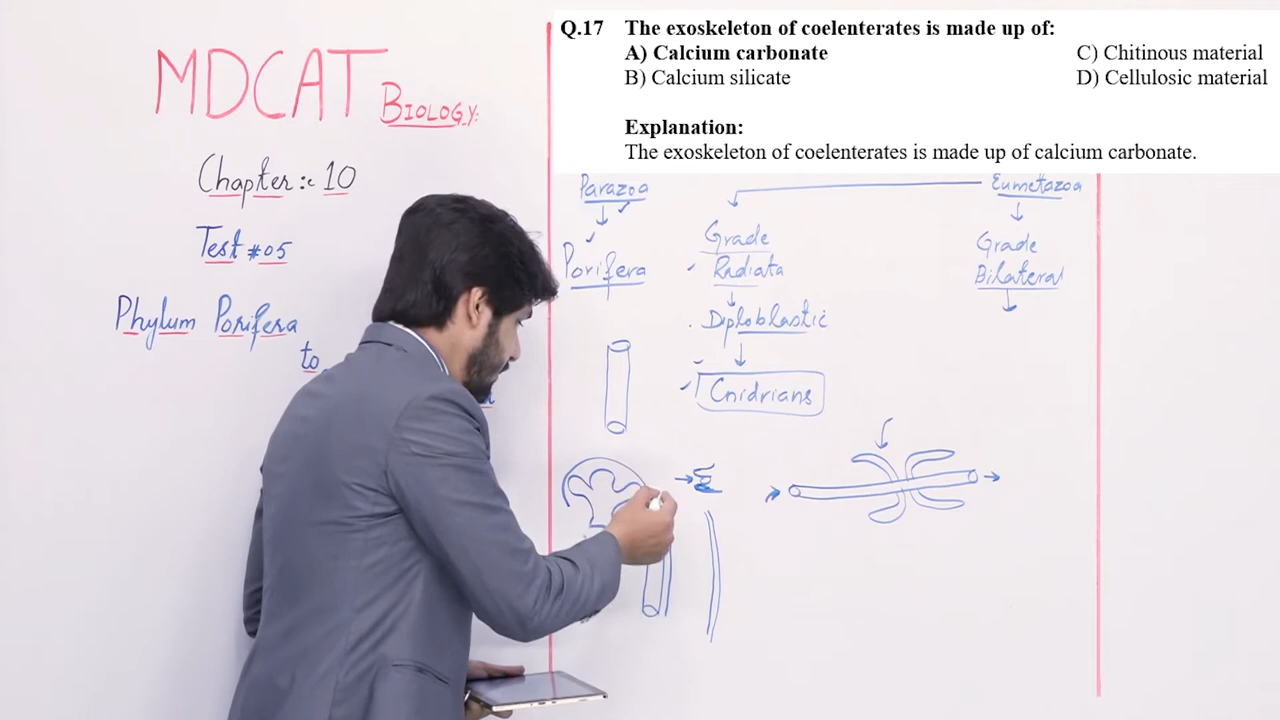 MDCAT BIOLOGY:
Chapter :- 10
Test #05
Phylum Porifera
to
Q.17 The exoskeleton of coelenterates is made up of:
A) Calcium carbonate C) Chitinous material
B) Calcium silicate D) Cellulosic material
Explanation:
The exoskeleton of coelenterates is made up of calcium carbonate.
Parazoa Eumetazoa
Porifera
Grade
Radiata
Diploblastic
Cnidrians
Grade
Bilateral